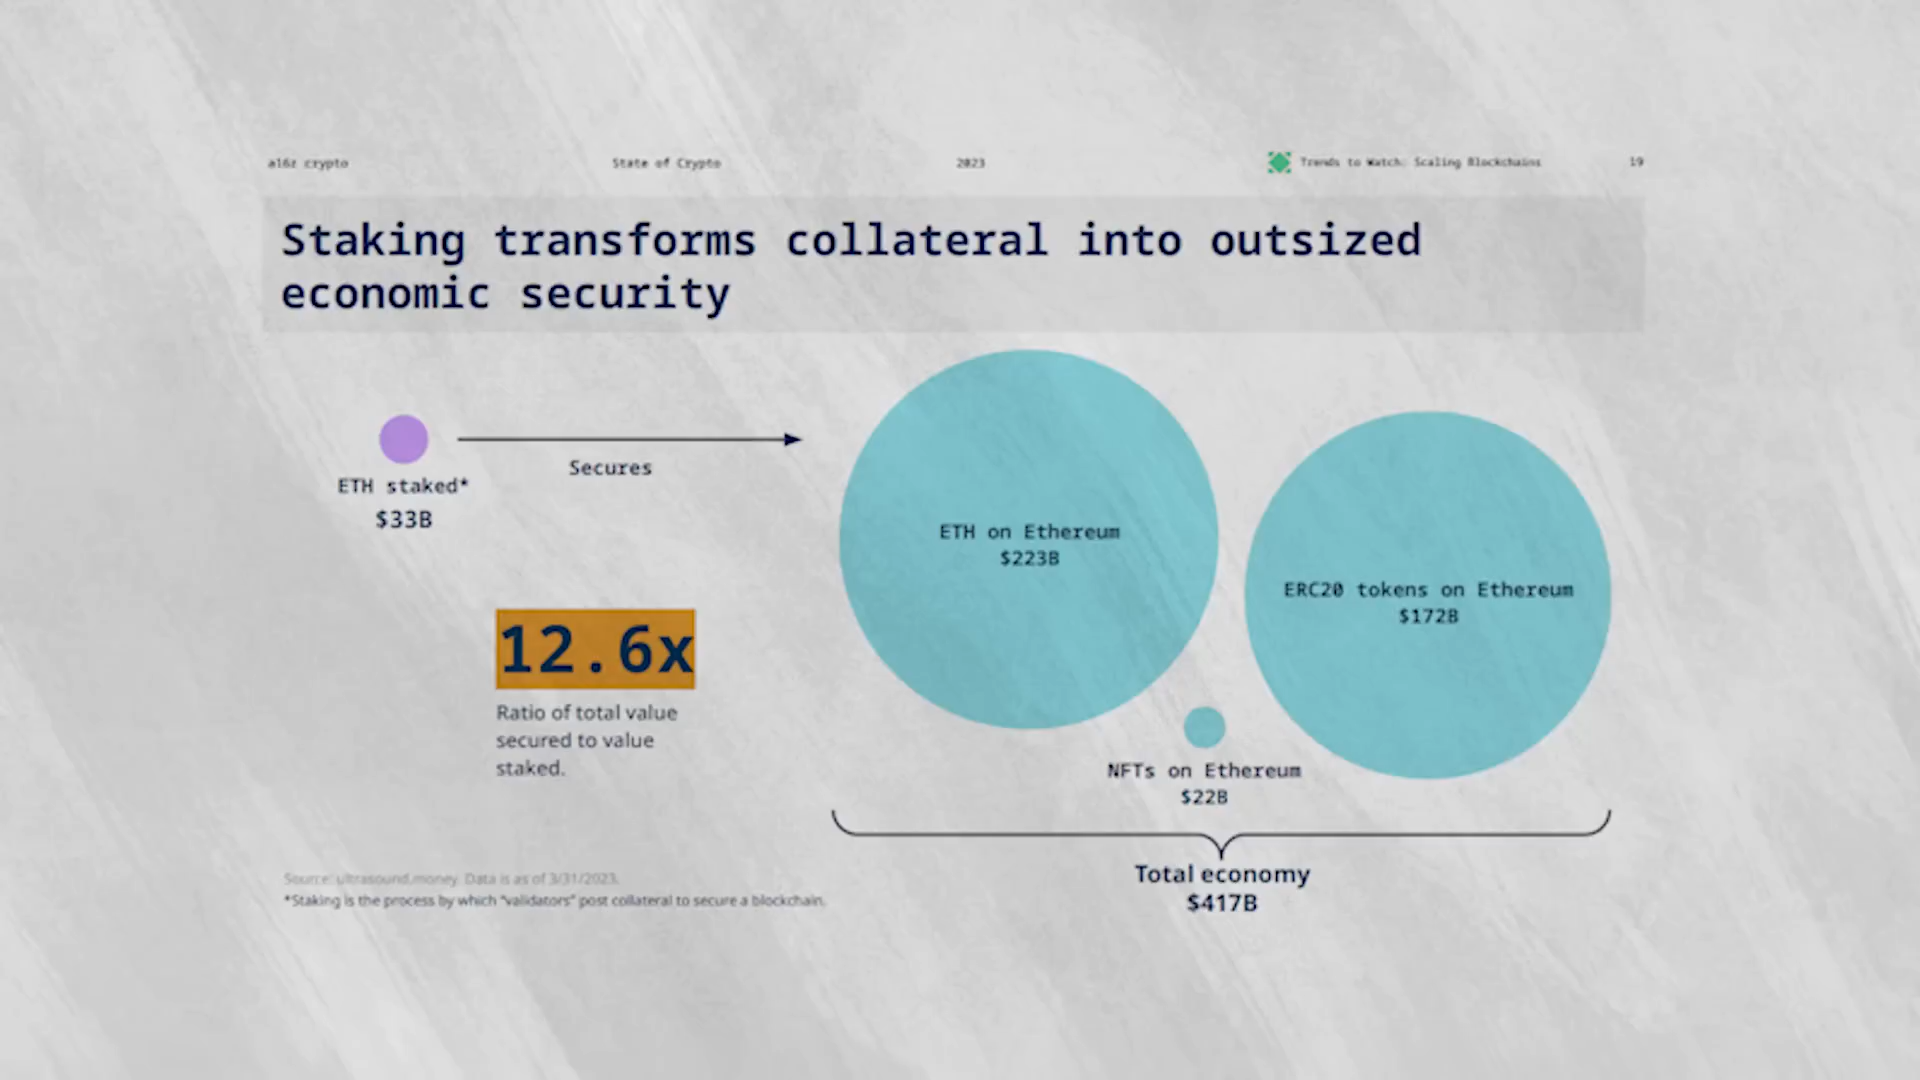 a16z crypto
State of Crypto
2023
Trends to Watch: Scaling Blockchains
19
Staking transforms collateral into outsized
economic security
ETH staked*
$33B
Secures
ETH on Ethereum
$223B
ERC20 tokens on Ethereum
$172B
12.6x
Ratio of total value
secured to value
staked.
NFTs on Ethereum
$22B
Total economy
$417B
Source: ultrasound.money. Data is as of 3/31/2023.
*Staking is the process by which "validators" post collateral to secure a blockchain.